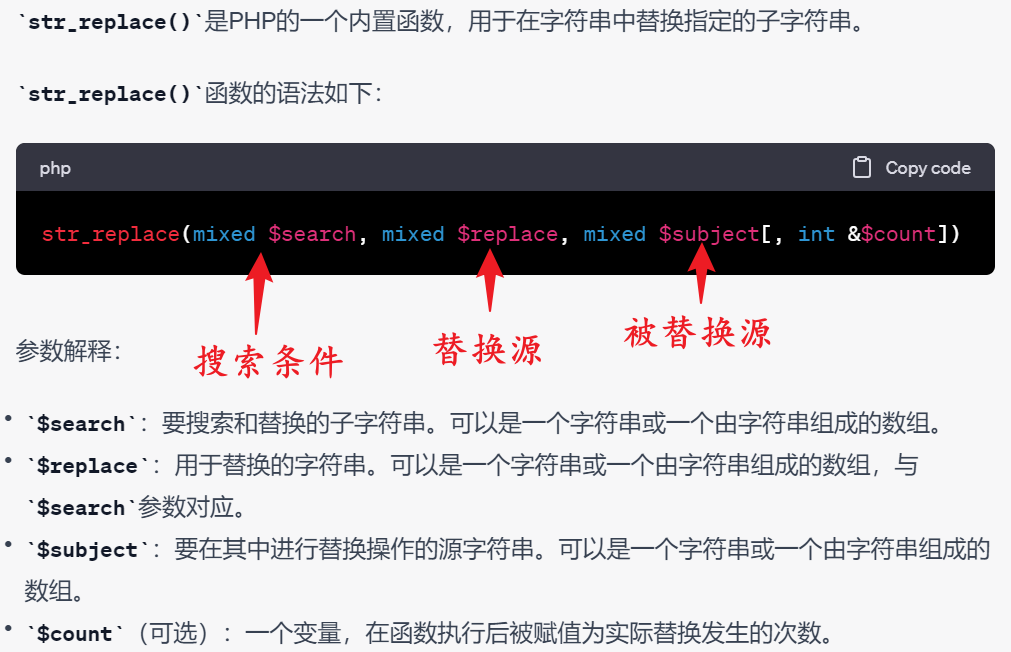 `str_replace()`是PHP的一个内置函数，用于在字符串中替换指定的子字符串。
`str_replace()`函数的语法如下：
php
Copy code
str_replace(mixed $search, mixed $replace, mixed $subject[, int &$count])
搜索条件
替换源
被替换源
参数解释：
• `$search`：要搜索和替换的子字符串。可以是一个字符串或一个由字符串组成的数组。
• `$replace`：用于替换的字符串。可以是一个字符串或一个由字符串组成的数组，与
`$search`参数对应。
• `$subject`：要在其中进行替换操作的源字符串。可以是一个字符串或一个由字符串组成的
数组。
• `$count`（可选）：一个变量，在函数执行后被赋值为实际替换发生的次数。